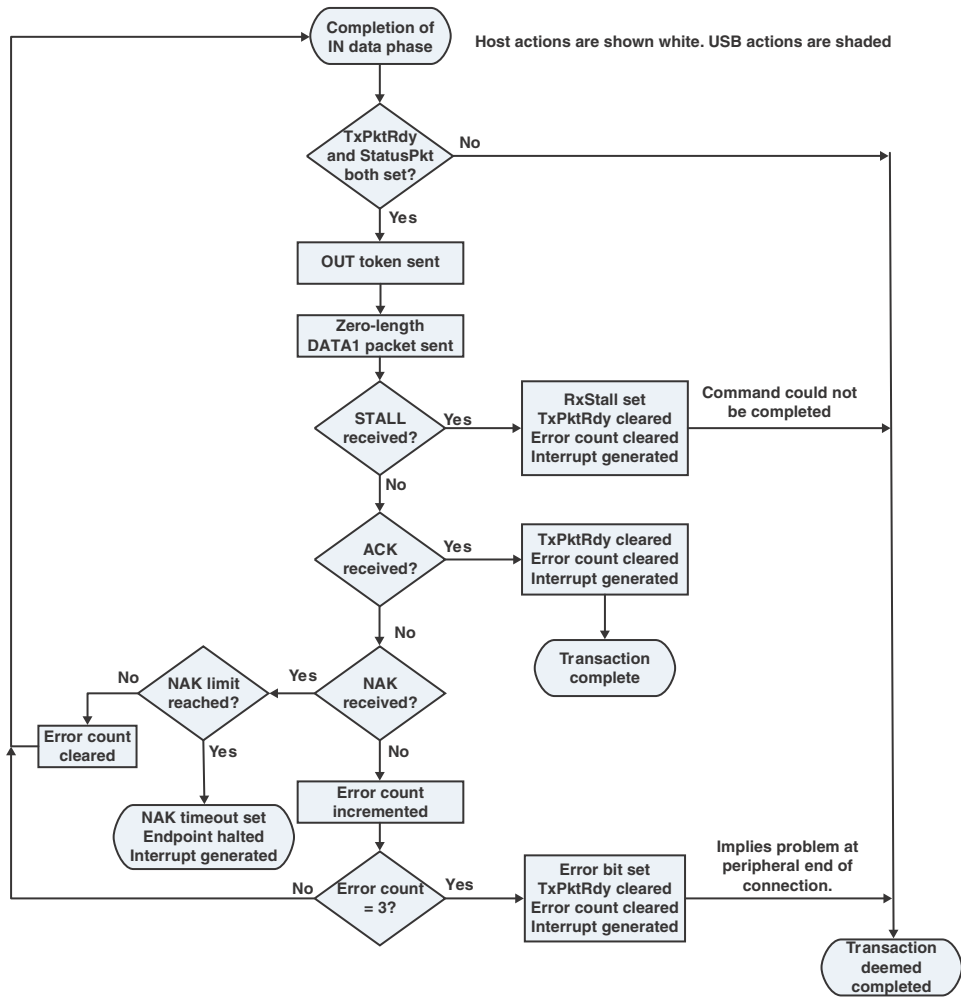 Completion of
IN data phase
Host actions are shown white. USB actions are shaded
TxPktRdy
and StatusPkt
both set?
No
Yes
OUT token sent
Zero-length
DATA1 packet sent
STALL
received?
Yes
RxStall set
TxPktRdy cleared
Error count cleared
Interrupt generated
Command could not
be completed
No
ACK
received?
Yes
TxPktRdy cleared
Error count cleared
Interrupt generated
No
Transaction
complete
NAK
received?
Yes
NAK limit
reached?
No
Error count
cleared
Yes
NAK timeout set
Endpoint halted
Interrupt generated
No
Error count
incremented
Error count
= 3?
No
Yes
Error bit set
TxPktRdy cleared
Error count cleared
Interrupt generated
Implies problem at
peripheral end of
connection.
Transaction
deemed
completed